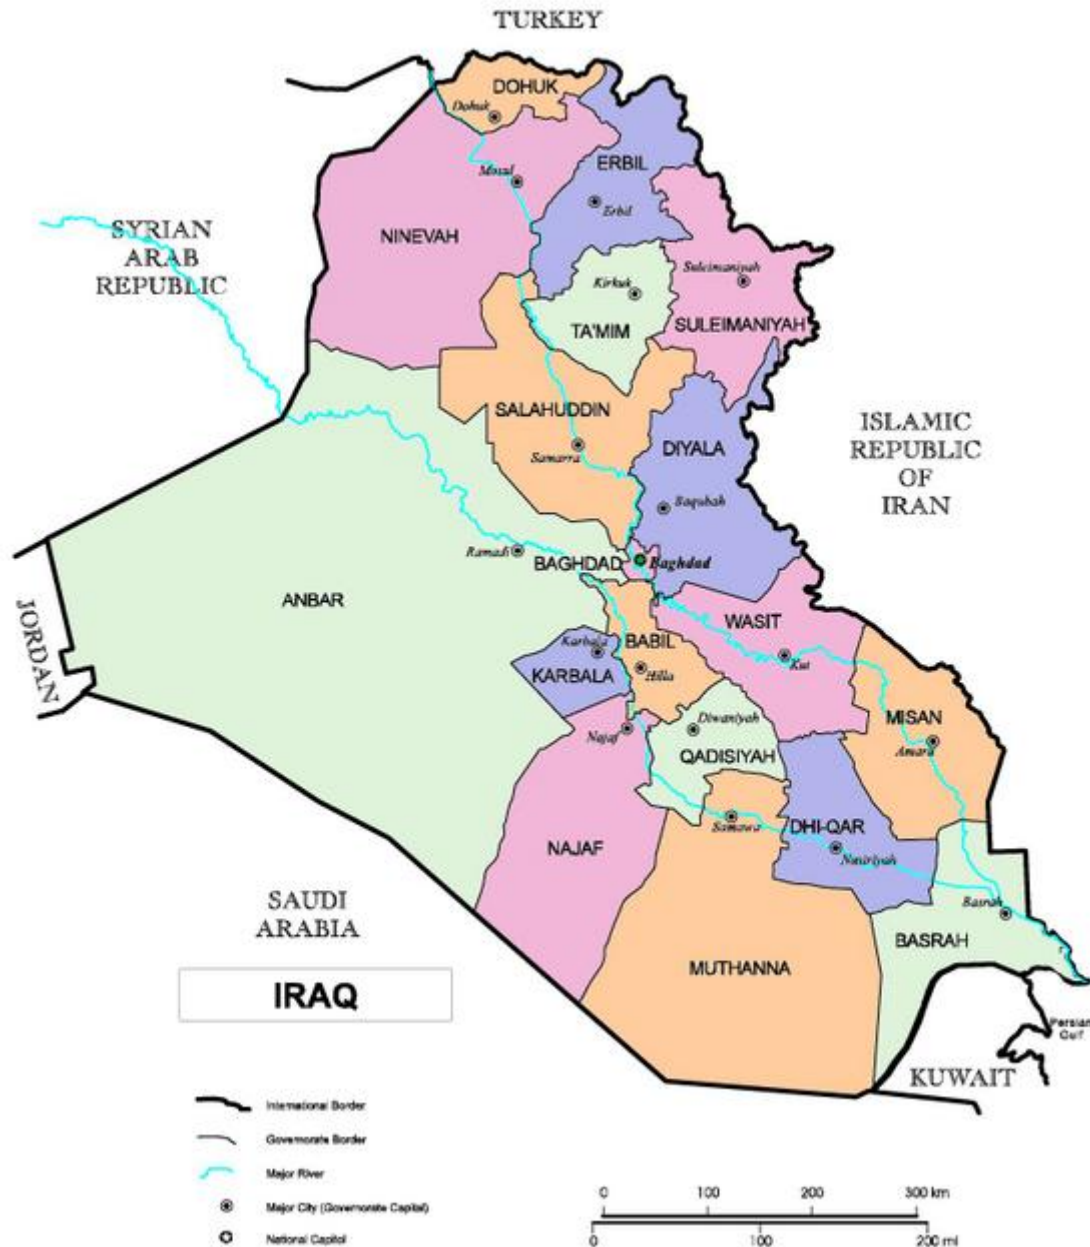 TURKEY
DOHUK
Dohuk
ERBIL
Mosul
Erbil
SYRIAN
ARAB
REPUBLIC
NINEVAH
Suleimaniyah
Kirkuk
TA'MIM
SULEIMANIYAH
SALAHUDDIN
ISLAMIC
REPUBLIC
OF
IRAN
DIYALA
Samarra
Baqubah
Ramadi
BAGHDAD
Baghdad
ANBAR
JORDAN
WASIT
BABIL
Karbala
Kut
KARBALA
Hilla
MISAN
Diwaniyah
Najaf
QADISIYAH
Amara
Samawa
DHI-QAR
NAJAF
Nasiriyah
SAUDI
ARABIA
Basrah
BASRAH
MUTHANNA
IRAQ
Persian
Gulf
KUWAIT
International Border
Governorate Border
Major River
Major City (Governorate Capital)
National Capitol
0 100 200 300 km
0 100 200 mi